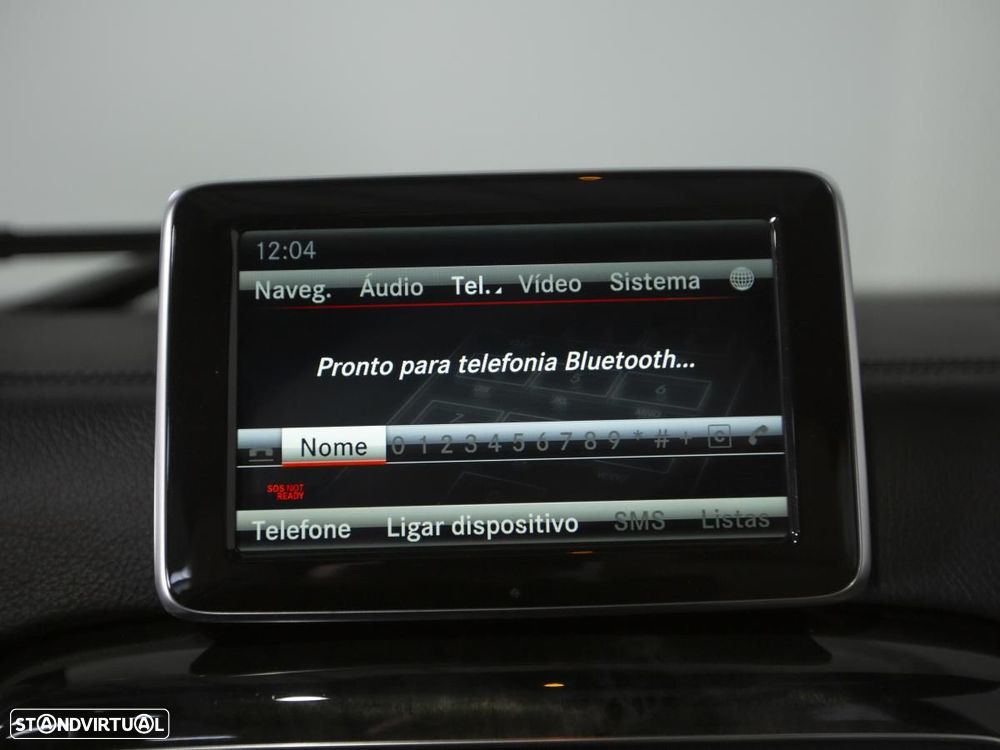 12:04
Naveg. Áudio Tel. Vídeo Sistema
Pronto para telefonia Bluetooth...
Nome 0 1 2 3 4 5 6 7 8 9 * # + C
SOS NOT
READY
Telefone Ligar dispositivo SMS Listas
STANDVIRTUAL